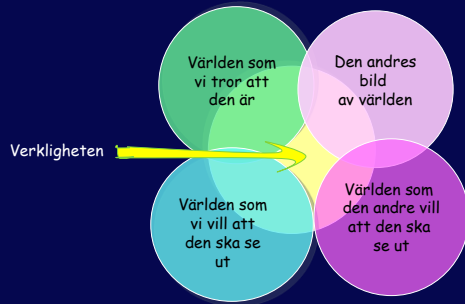 Världen som
vi tror att
den är
Den andres
bild
av världen
Verkligheten
Världen som
vi vill att
den ska se
ut
Världen som
den andre vill
att den ska
se ut